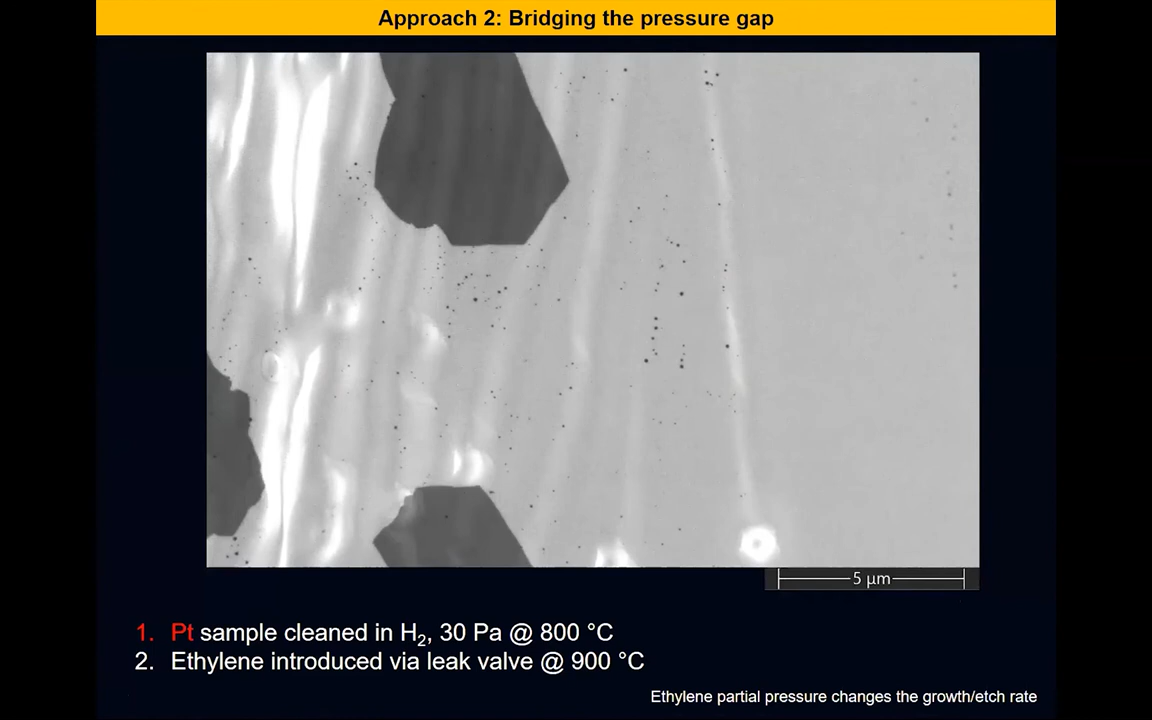 Approach 2: Bridging the pressure gap
5 µm
1. Pt sample cleaned in H₂, 30 Pa @ 800 °C
2. Ethylene introduced via leak valve @ 900 °C
Ethylene partial pressure changes the growth/etch rate